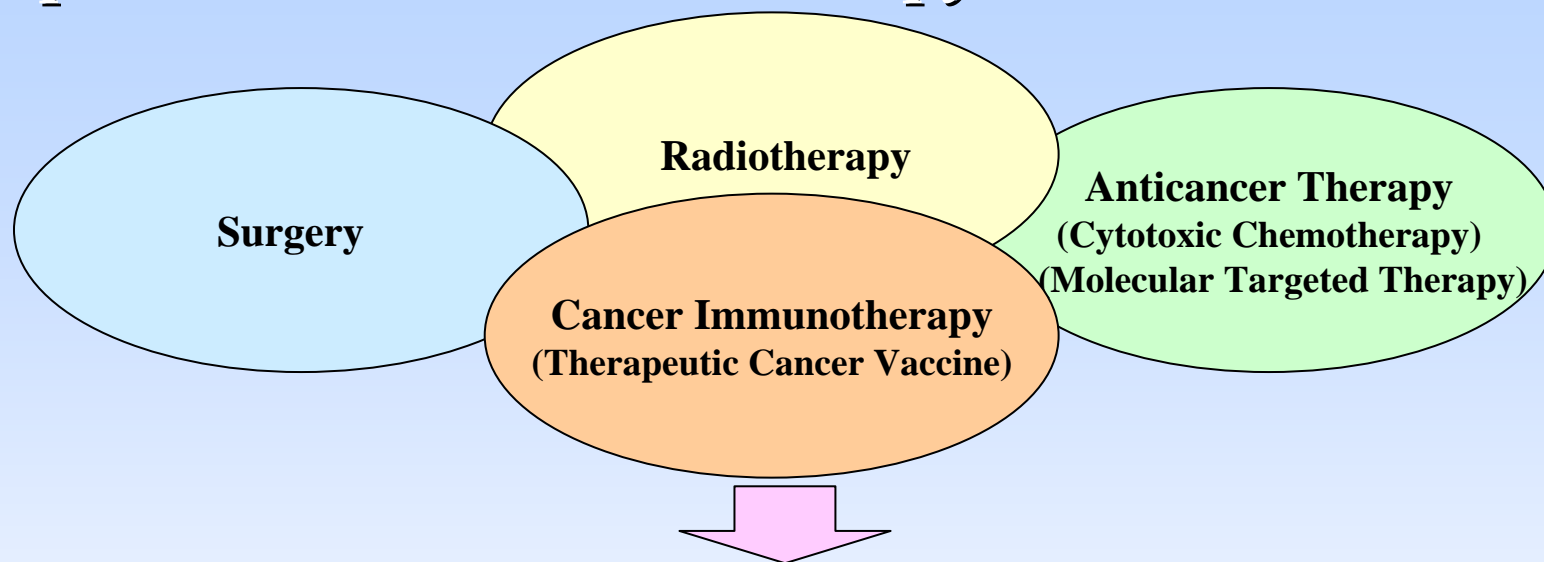 Radiotherapy
Surgery
Anticancer Therapy
(Cytotoxic Chemotherapy)
(Molecular Targeted Therapy)
Cancer Immunotherapy
(Therapeutic Cancer Vaccine)